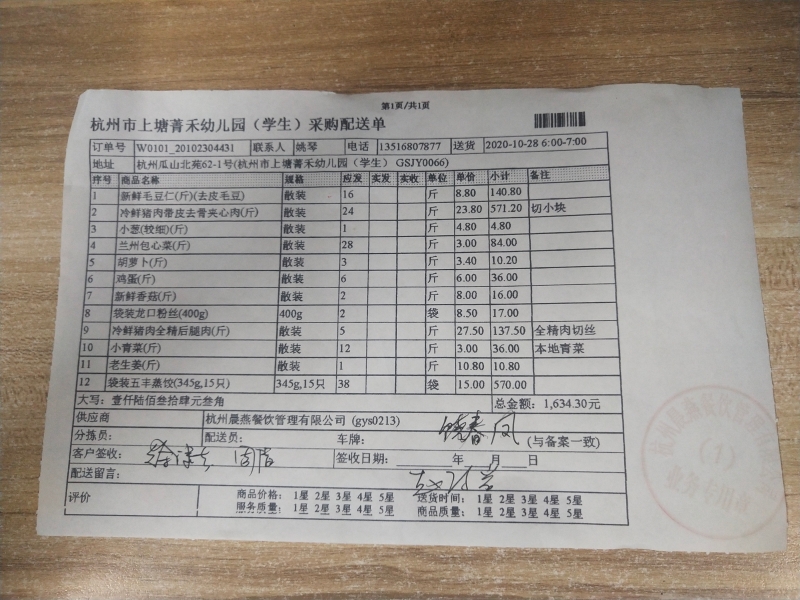 第1页/共1页
杭州市上塘菁禾幼儿园（学生）采购配送单
订单号 W0101_20102304431 联系人 姚琴 电话 13516807877 送货 2020-10-28 6:00-7:00
地址 杭州瓜山北苑62-1号(杭州市上塘菁禾幼儿园（学生） GSJY0066)
序号 商品名称 规格 应发 实发 实收 单位 单价 小计 备注
1 新鲜毛豆仁(斤)(去皮毛豆) 散装 16 斤 8.80 140.80
2 冷鲜猪肉带皮去骨夹心肉(斤) 散装 24 斤 23.80 571.20 切小块
3 小葱(较细)(斤) 散装 1 斤 4.80 4.80
4 兰州包心菜(斤) 散装 28 斤 3.00 84.00
5 胡萝卜(斤) 散装 3 斤 3.40 10.20
6 鸡蛋(斤) 散装 6 斤 6.00 36.00
7 新鲜香菇(斤) 散装 2 斤 8.00 16.00
8 袋装龙口粉丝(400g) 400g 2 袋 8.50 17.00
9 冷鲜猪肉全精后腿肉(斤) 散装 5 斤 27.50 137.50 全精肉切丝
10 小青菜(斤) 散装 12 斤 3.00 36.00 本地青菜
11 老生姜(斤) 散装 1 斤 10.80 10.80
12 袋装五丰蒸饺(345g,15只) 345g,15只 38 袋 15.00 570.00
大写：壹仟陆佰叁拾肆元叁角 总金额：1,634.30元
供应商 杭州晨燕餐饮管理有限公司 (gys0213)
分拣员： 配送员： 车牌： (与备案一致)
客户签收： 签收日期： 年 月 日
配送留言：
评价 商品价格： 1星 2星 3星 4星 5星 送货时间： 1星 2星 3星 4星 5星
服务质量： 1星 2星 3星 4星 5星 商品质量： 1星 2星 3星 4星 5星
(1)